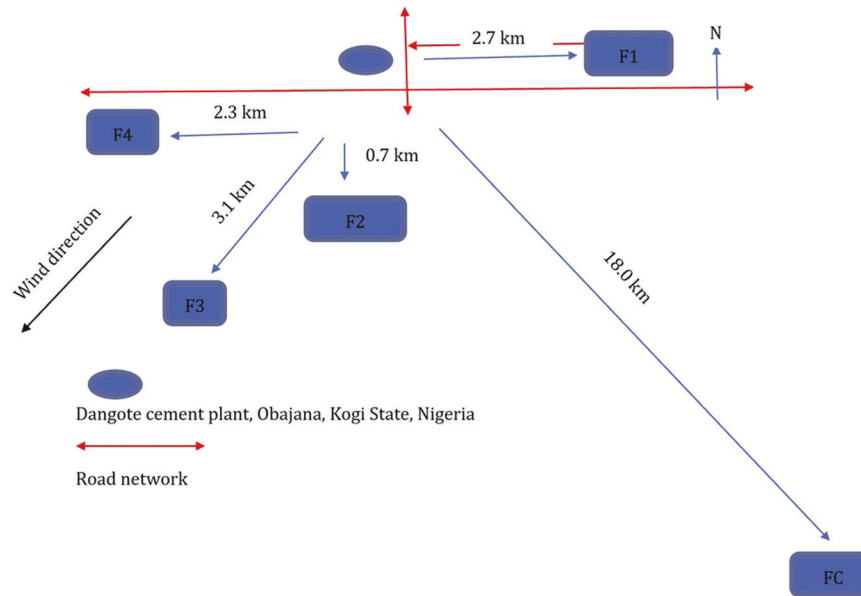 2.7 km
N
F1
2.3 km
F4
0.7 km
3.1 km
F2
Wind direction
18.0 km
F3
Dangote cement plant, Obajana, Kogi State, Nigeria
Road network
FC